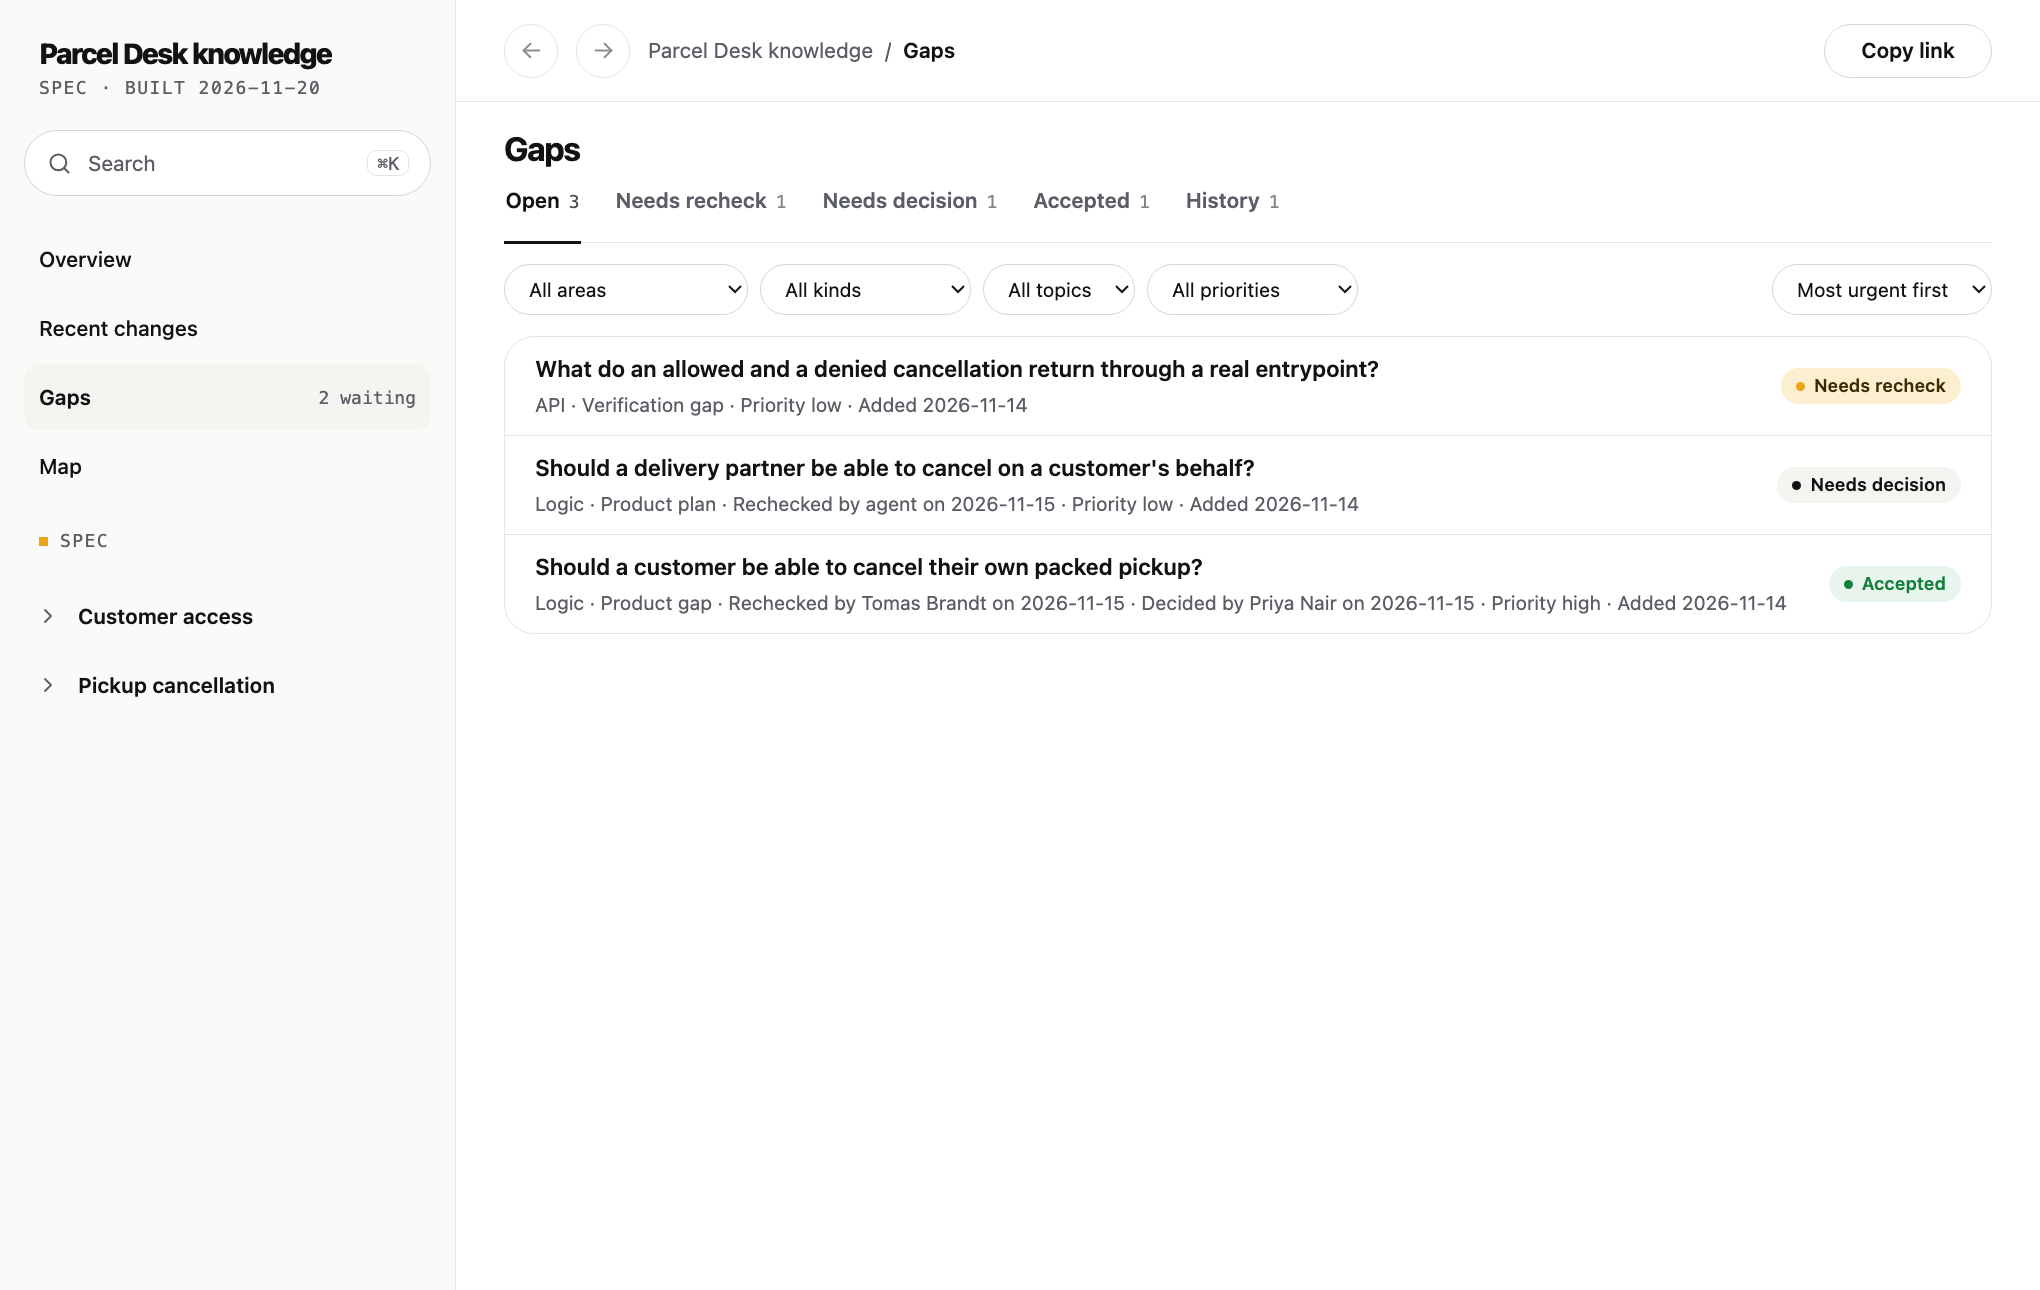 Parcel Desk knowledge
SPEC · BUILT 2026-11-20
Search ⌘K
Overview
Recent changes
Gaps 2 waiting
Map
SPEC
Customer access
Pickup cancellation
Parcel Desk knowledge / Gaps
Copy link
Gaps
Open 3 Needs recheck 1 Needs decision 1 Accepted 1 History 1
All areas All kinds All topics All priorities Most urgent first
What do an allowed and a denied cancellation return through a real entrypoint?
API · Verification gap · Priority low · Added 2026-11-14
Needs recheck
Should a delivery partner be able to cancel on a customer's behalf?
Logic · Product plan · Rechecked by agent on 2026-11-15 · Priority low · Added 2026-11-14
Needs decision
Should a customer be able to cancel their own packed pickup?
Logic · Product gap · Rechecked by Tomas Brandt on 2026-11-15 · Decided by Priya Nair on 2026-11-15 · Priority high · Added 2026-11-14
Accepted